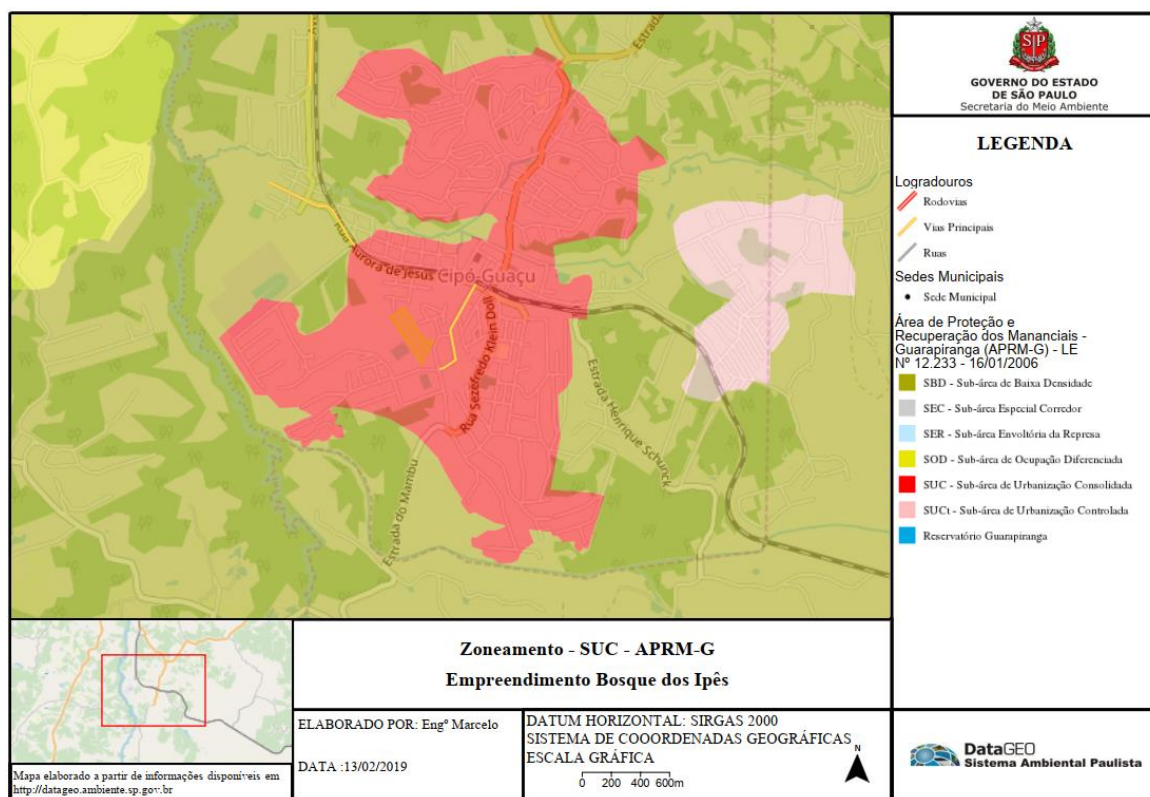 Estrada
Rua Aurora de Jesus
Cipó-Guaçu
Rua Sezefredo Klein Doll
Estrada Henrique Schunck
Estrada do Mambu
GOVERNO DO ESTADO
DE SÃO PAULO
Secretaria do Meio Ambiente
LEGENDA
Logradouros
Rodovias
Vias Principais
Ruas
Sedes Municipais
Sede Municipal
Área de Proteção e
Recuperação dos Mananciais -
Guarapiranga (APRM-G) - LE
Nº 12.233 - 16/01/2006
SBD - Sub-área de Baixa Densidade
SEC - Sub-área Especial Corredor
SER - Sub-área Envoltória da Represa
SOD - Sub-área de Ocupação Diferenciada
SUC - Sub-área de Urbanização Consolidada
SUCt - Sub-área de Urbanização Controlada
Reservatório Guarapiranga
Zoneamento - SUC - APRM-G
Empreendimento Bosque dos Ipês
ELABORADO POR: Engº Marcelo
DATA :13/02/2019
DATUM HORIZONTAL: SIRGAS 2000
SISTEMA DE COOORDENADAS GEOGRÁFICAS
ESCALA GRÁFICA
0 200 400 600m
N
Mapa elaborado a partir de informações disponíveis em
http://datageo.ambiente.sp.gov.br
DataGEO
Sistema Ambiental Paulista